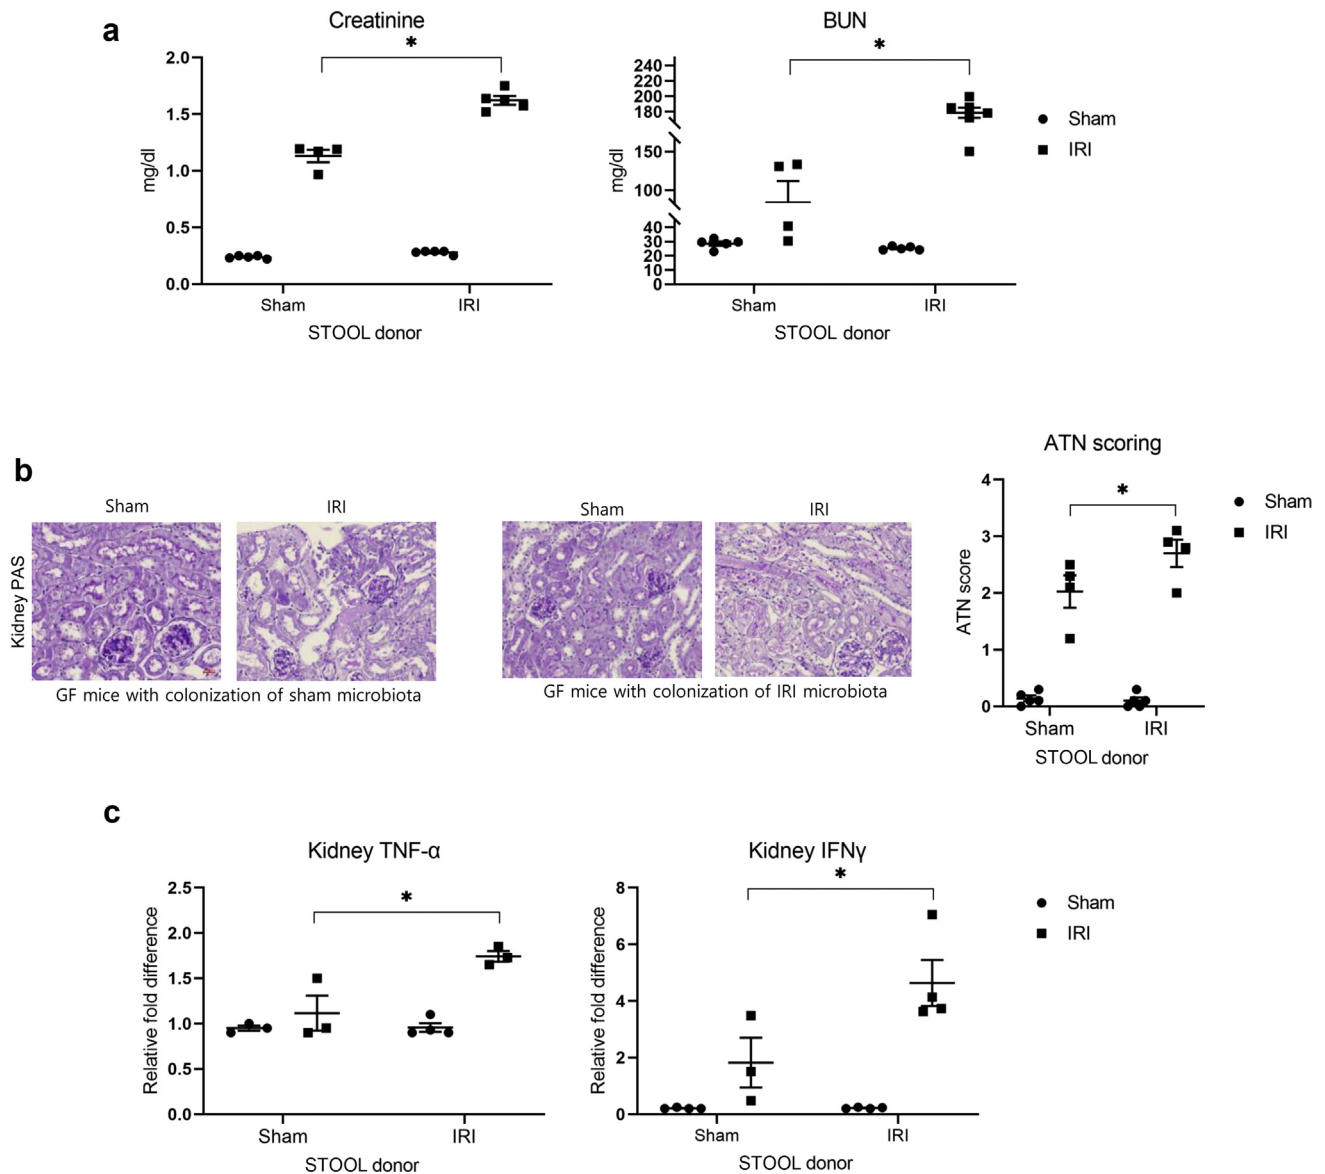 a
Creatinine
*
mg/dl
2.0
1.5
1.0
0.5
0.0
Sham
IRI
STOOL donor
BUN
*
mg/dl
240
220
200
180
150
100
40
30
20
10
0
Sham
IRI
STOOL donor
Sham
IRI
b
Kidney PAS
Sham
IRI
GF mice with colonization of sham microbiota
Sham
IRI
GF mice with colonization of IRI microbiota
ATN scoring
*
ATN score
4
3
2
1
0
Sham
IRI
STOOL donor
Sham
IRI
c
Kidney TNF-α
*
Relative fold difference
2.5
2.0
1.5
1.0
0.5
0.0
Sham
IRI
STOOL donor
Kidney IFNγ
*
Relative fold difference
8
6
4
2
0
Sham
IRI
STOOL donor
Sham
IRI